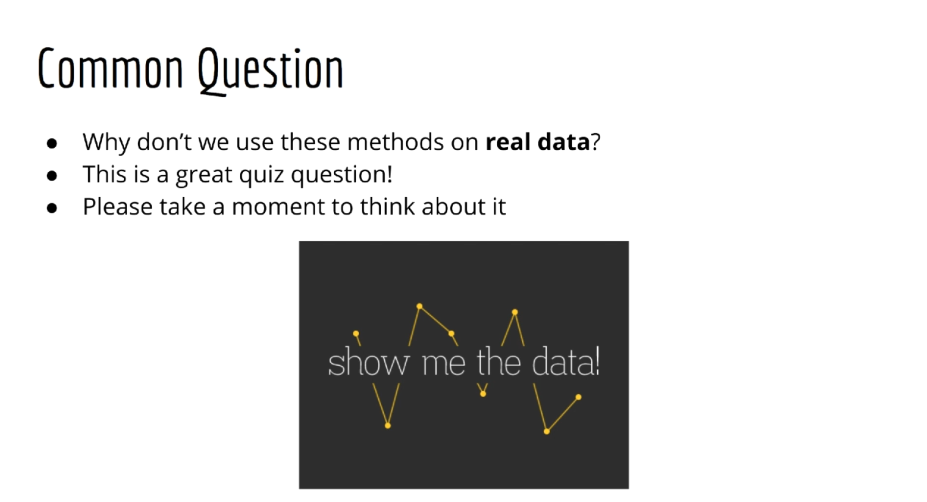 Common Question
● Why don't we use these methods on real data?
● This is a great quiz question!
● Please take a moment to think about it
show me the data!